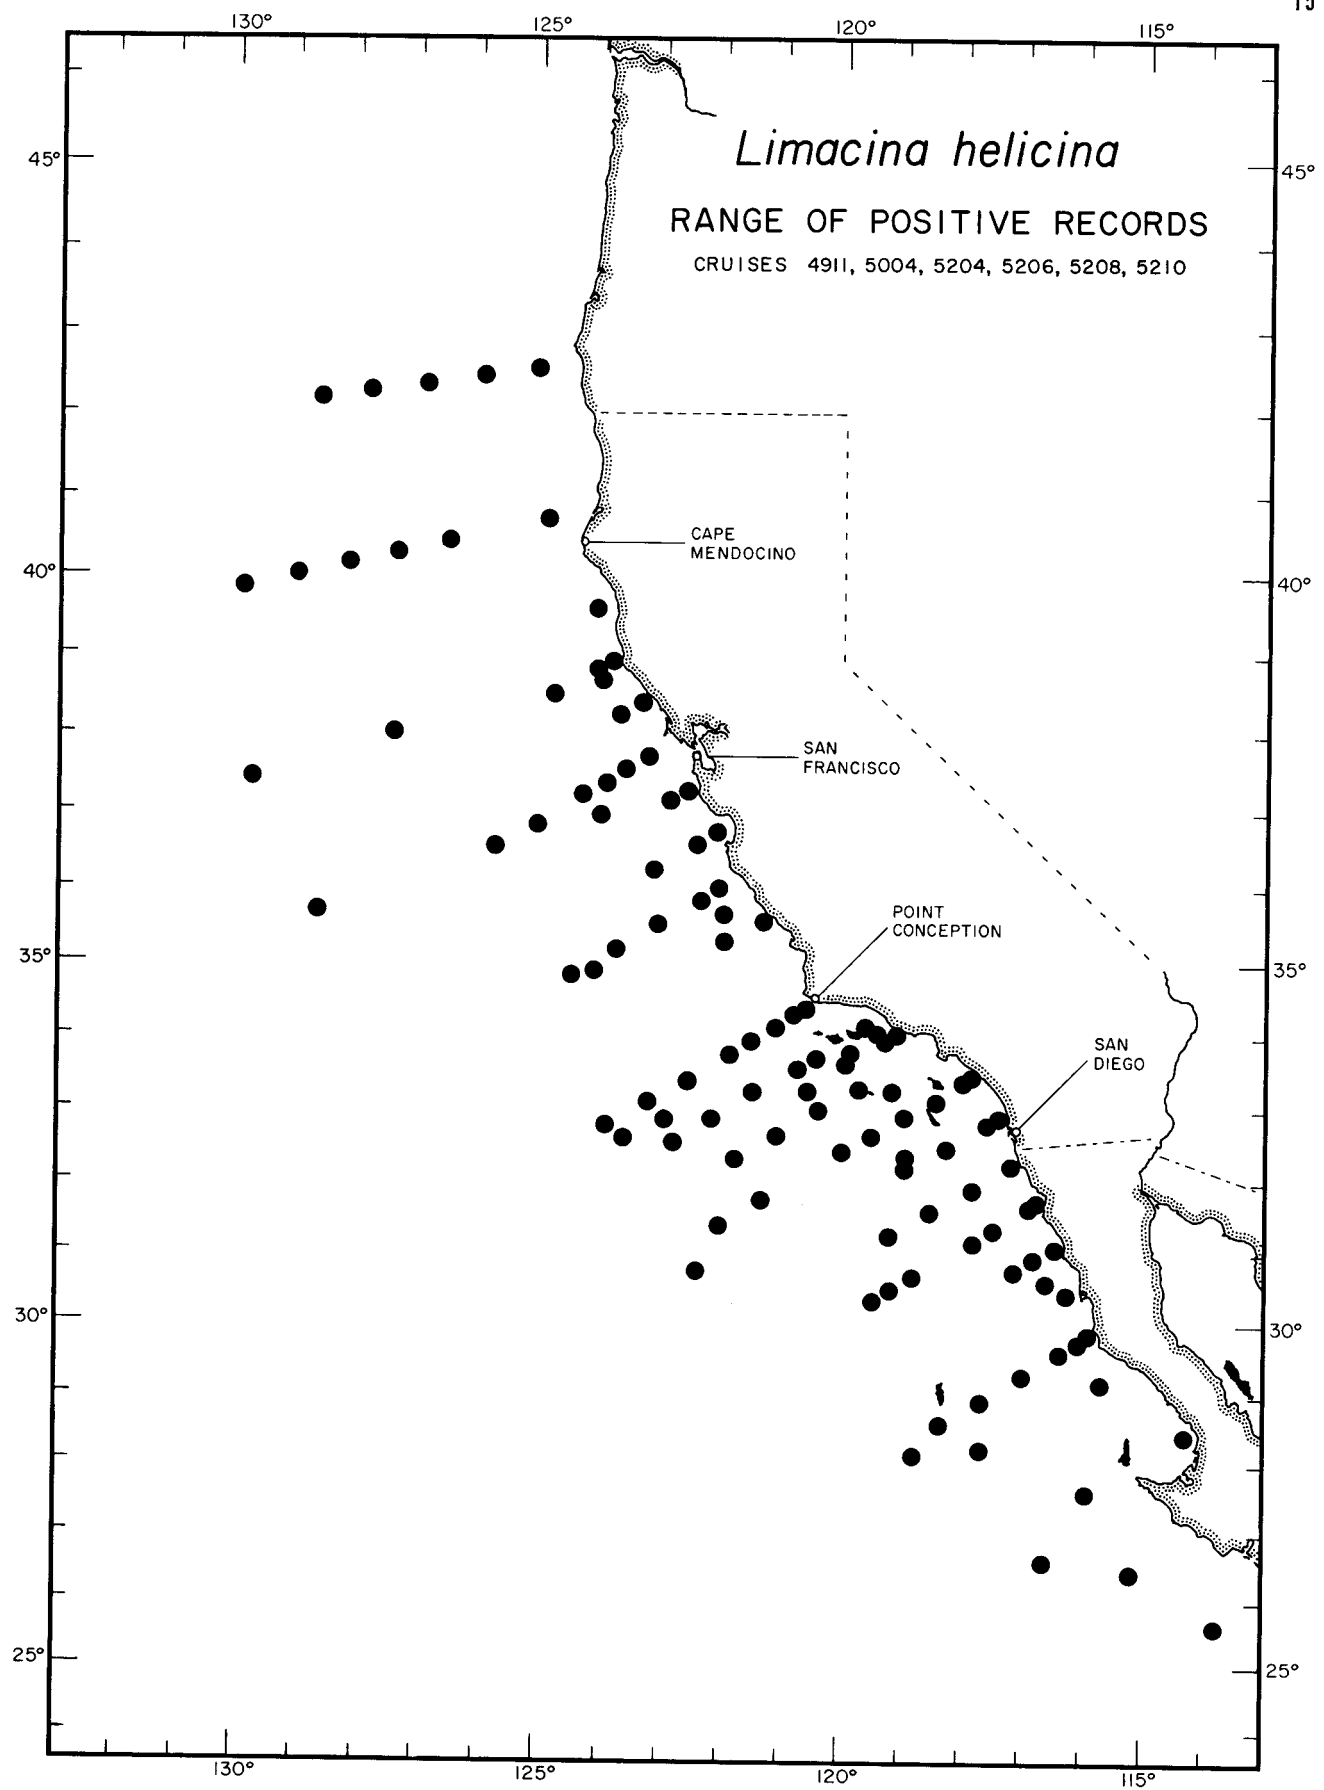 130° 125° 120° 115°
Limacina helicina
45° 45°
RANGE OF POSITIVE RECORDS
CRUISES 4911, 5004, 5204, 5206, 5208, 5210
CAPE
MENDOCINO
40° 40°
SAN
FRANCISCO
POINT
CONCEPTION
35° 35°
SAN
DIEGO
30° 30°
25° 25°
130° 125° 120° 115°